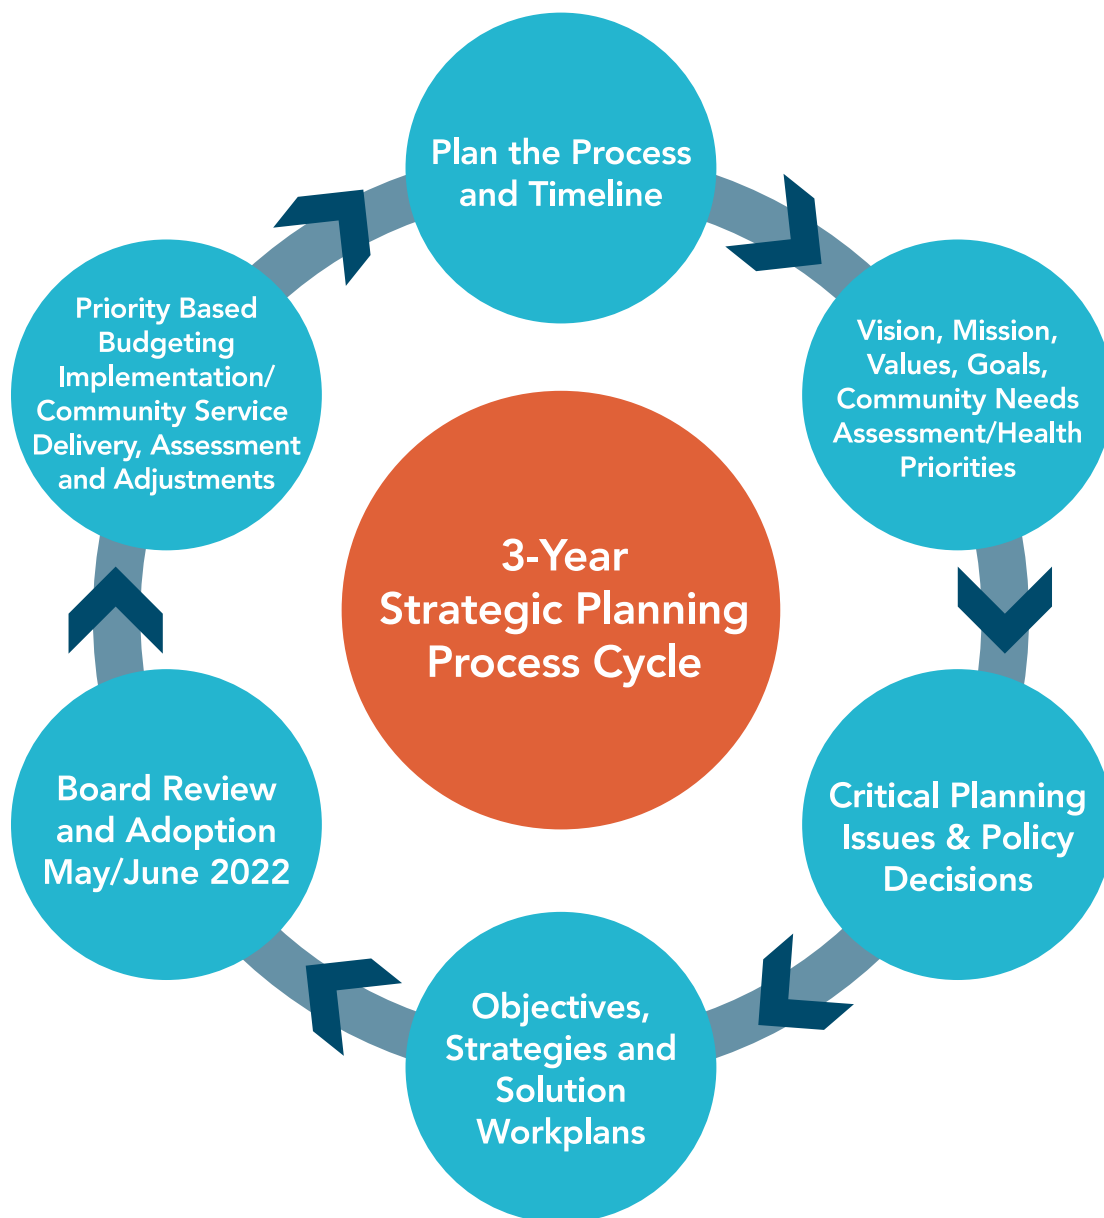 Plan the Process
and Timeline
Vision, Mission,
Values, Goals,
Community Needs
Assessment/Health
Priorities
Critical Planning
Issues & Policy
Decisions
Objectives,
Strategies and
Solution
Workplans
Board Review
and Adoption
May/June 2022
Priority Based
Budgeting
Implementation/
Community Service
Delivery, Assessment
and Adjustments
3-Year
Strategic Planning
Process Cycle